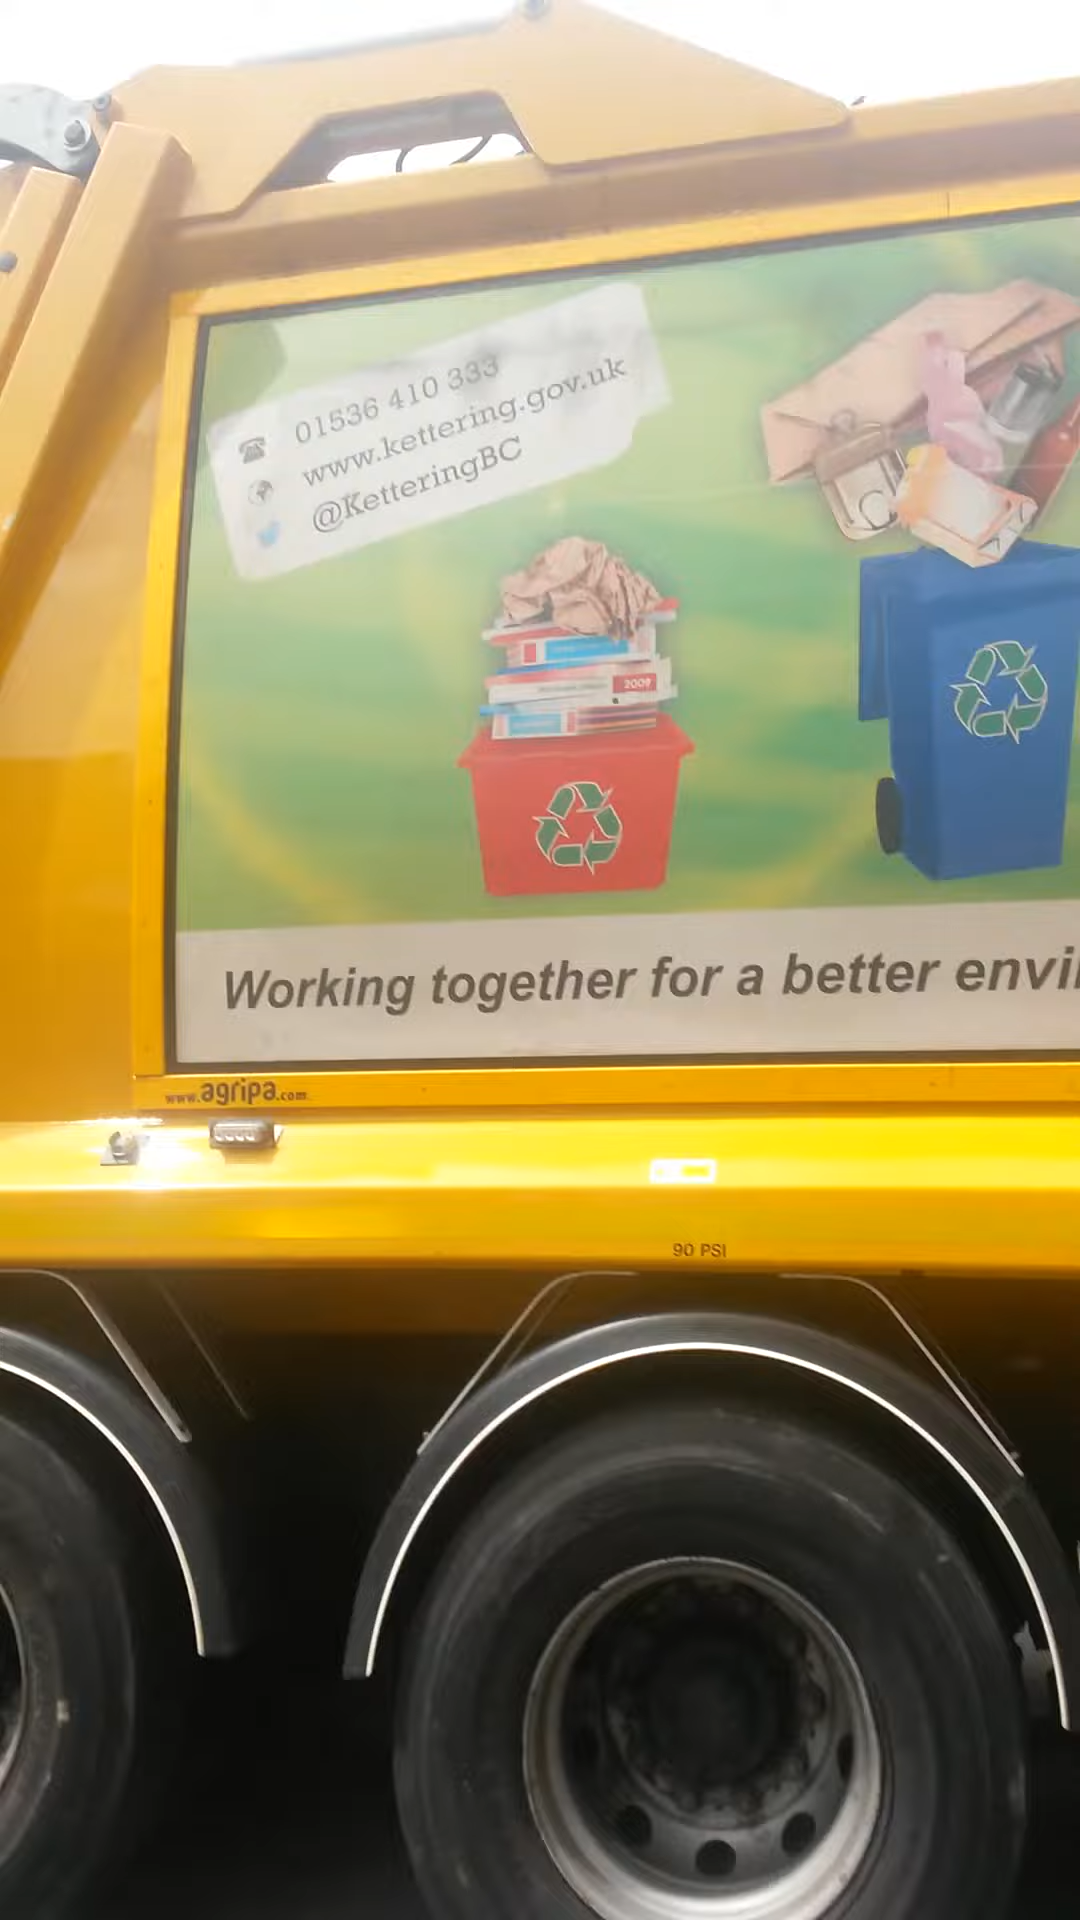 01536 410 333
www.kettering.gov.uk
@KetteringBC
2009
Working together for a better envi
www.agripa.com
90 PSI